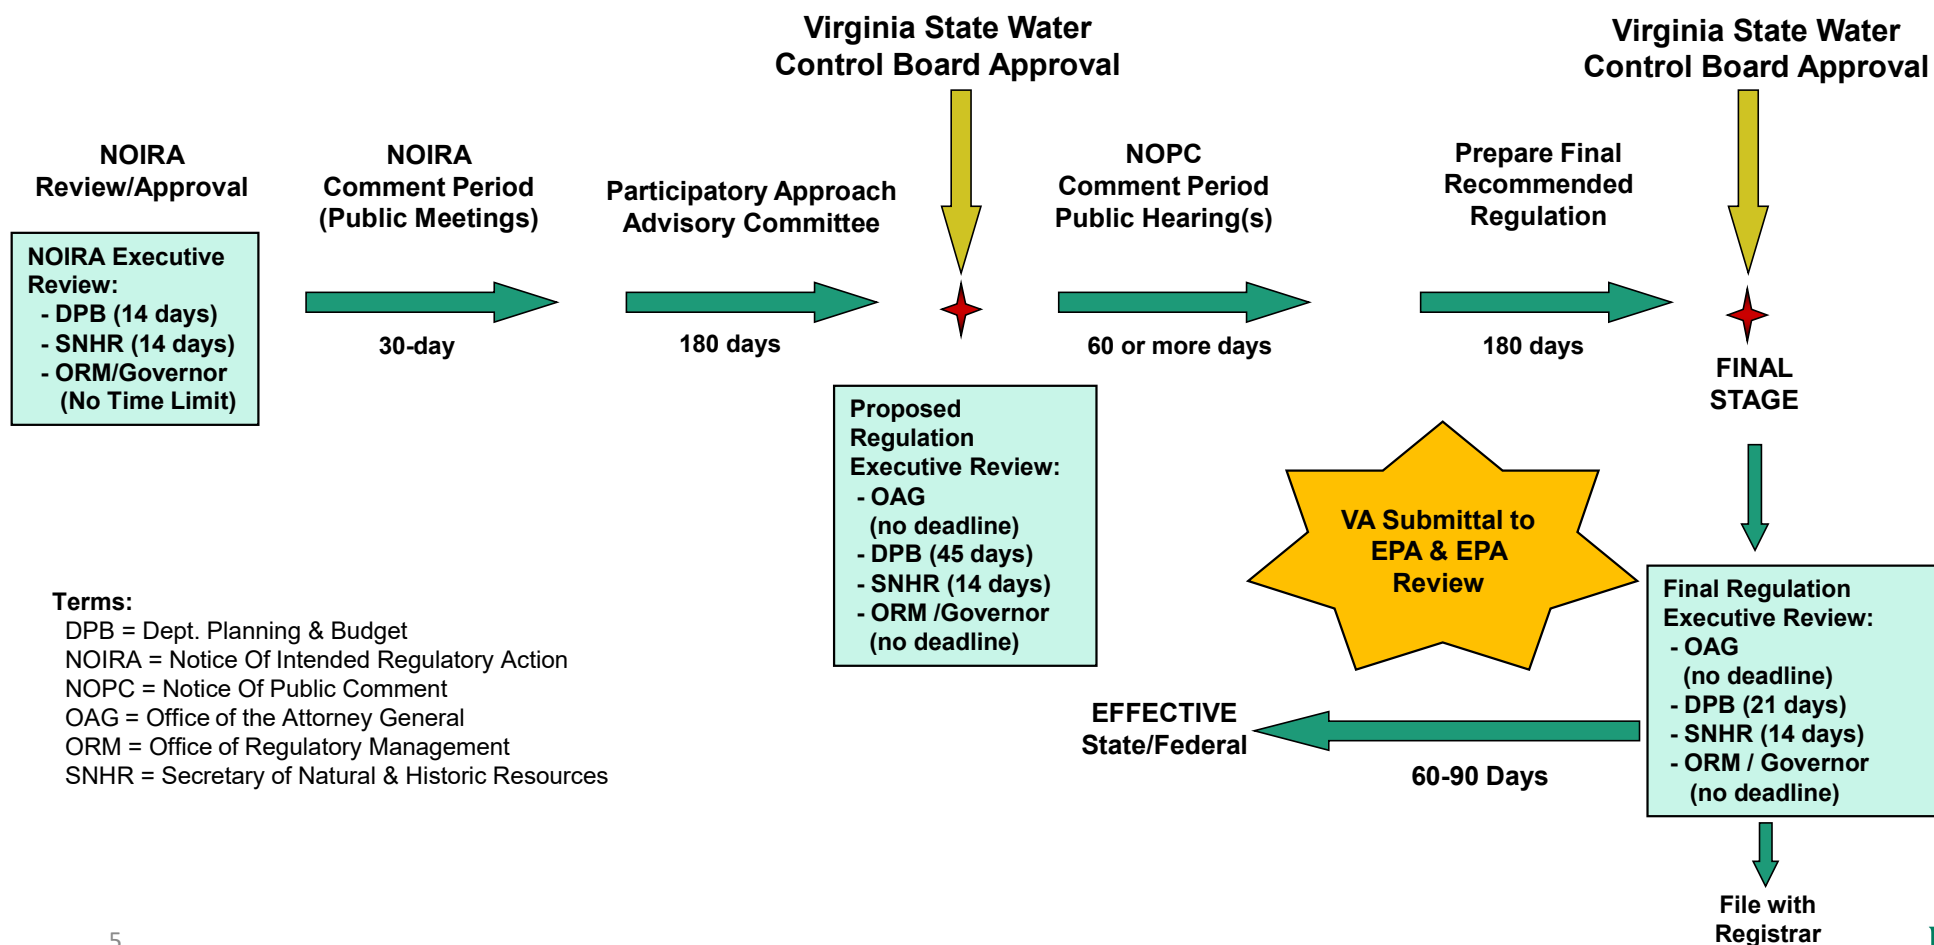 Virginia State Water
Control Board Approval
Virginia State Water
Control Board Approval
NOIRA
Review/Approval
NOIRA
Comment Period
(Public Meetings)
Participatory Approach
Advisory Committee
NOPC
Comment Period
Public Hearing(s)
Prepare Final
Recommended
Regulation
NOIRA Executive
Review:
- DPB (14 days)
- SNHR (14 days)
- ORM/Governor
(No Time Limit)
30-day
180 days
60 or more days
180 days
FINAL
STAGE
Proposed
Regulation
Executive Review:
- OAG
(no deadline)
- DPB (45 days)
- SNHR (14 days)
- ORM /Governor
(no deadline)
VA Submittal to
EPA & EPA
Review
Final Regulation
Executive Review:
- OAG
(no deadline)
- DPB (21 days)
- SNHR (14 days)
- ORM / Governor
(no deadline)
Terms:
DPB = Dept. Planning & Budget
NOIRA = Notice Of Intended Regulatory Action
NOPC = Notice Of Public Comment
OAG = Office of the Attorney General
ORM = Office of Regulatory Management
SNHR = Secretary of Natural & Historic Resources
EFFECTIVE
State/Federal
60-90 Days
File with
Registrar
5